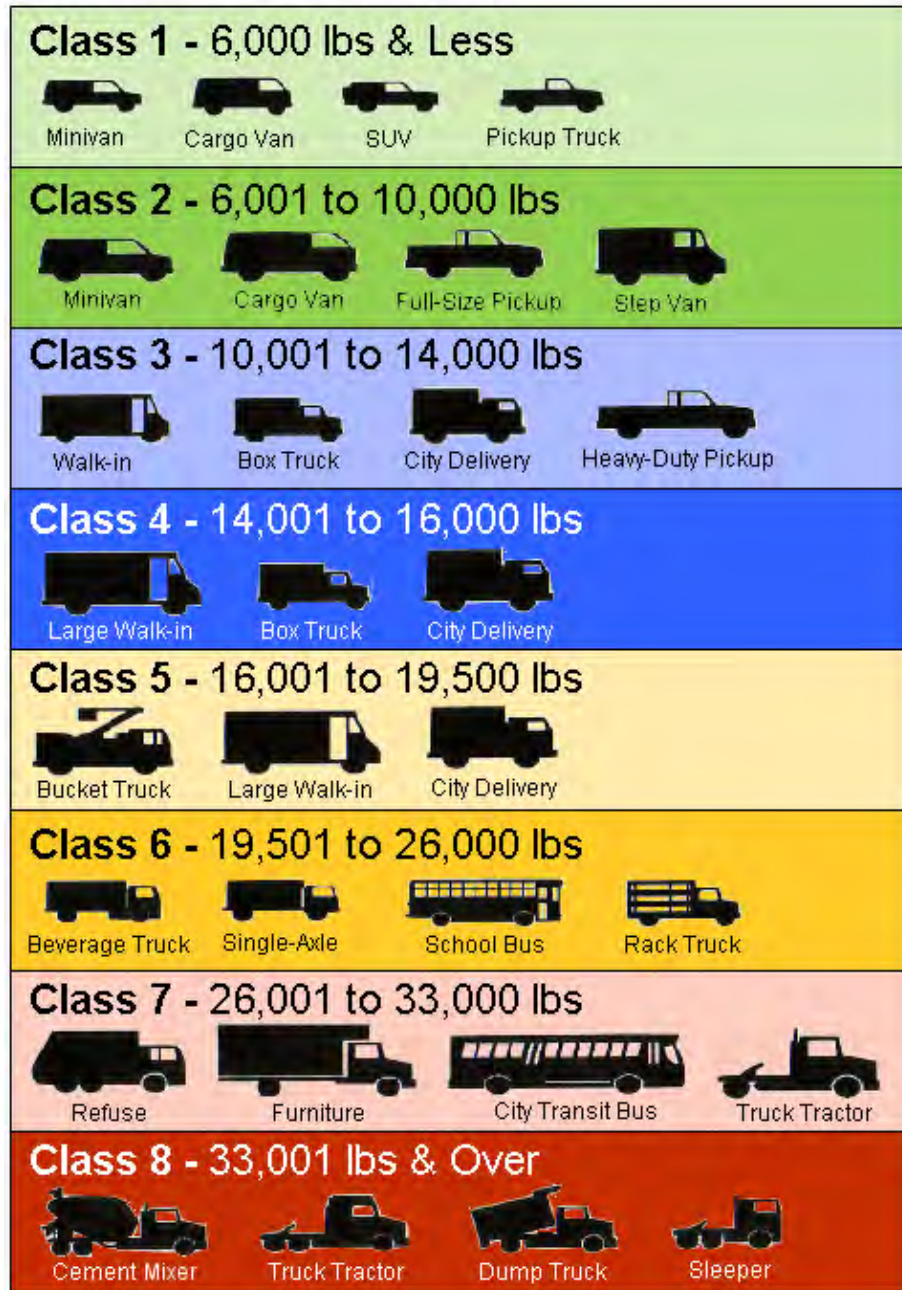 Class 1 - 6,000 lbs & Less
Minivan Cargo Van SUV Pickup Truck
Class 2 - 6,001 to 10,000 lbs
Minivan Cargo Van Full-Size Pickup Step Van
Class 3 - 10,001 to 14,000 lbs
Walk-in Box Truck City Delivery Heavy-Duty Pickup
Class 4 - 14,001 to 16,000 lbs
Large Walk-in Box Truck City Delivery
Class 5 - 16,001 to 19,500 lbs
Bucket Truck Large Walk-in City Delivery
Class 6 - 19,501 to 26,000 lbs
Beverage Truck Single-Axle School Bus Rack Truck
Class 7 - 26,001 to 33,000 lbs
Refuse Furniture City Transit Bus Truck Tractor
Class 8 - 33,001 lbs & Over
Cement Mixer Truck Tractor Dump Truck Sleeper